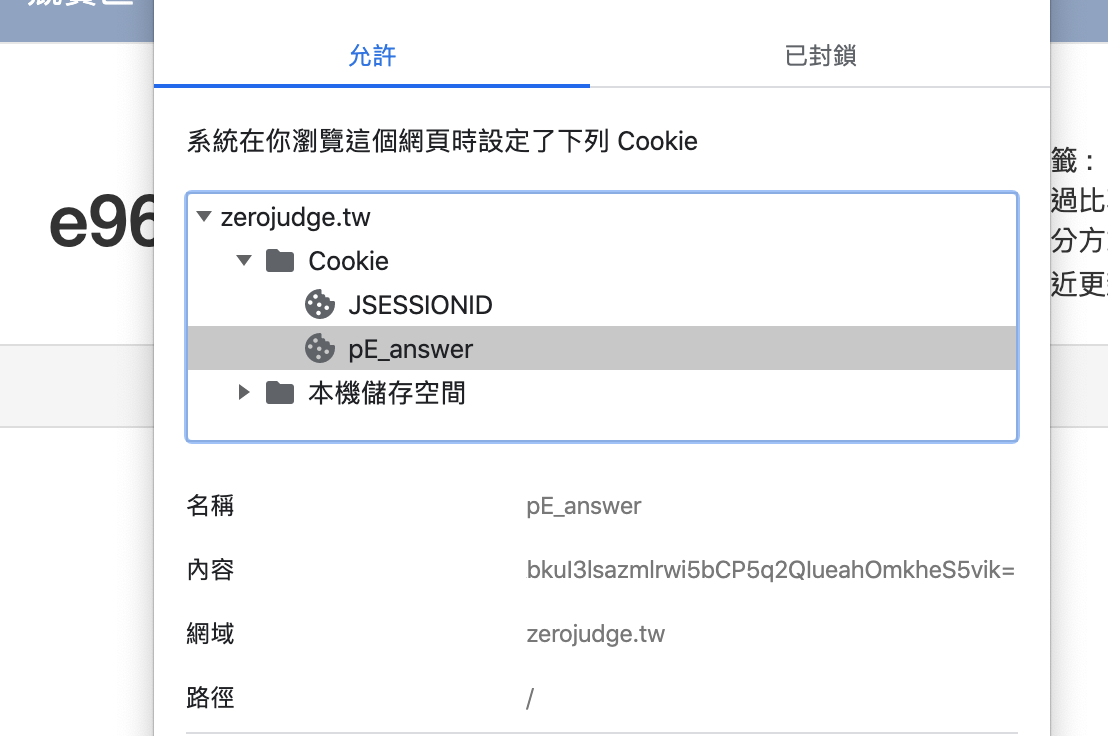 允許
已封鎖
系統在你瀏覽這個網頁時設定了下列 Cookie
e96
籤：
過比
分方
近更
zerojudge.tw
Cookie
JSESSIONID
pE_answer
本機儲存空間
名稱 pE_answer
內容 bkuI3lsazmlrwi5bCP5q2QlueahOmkheS5vik=
網域 zerojudge.tw
路徑 /